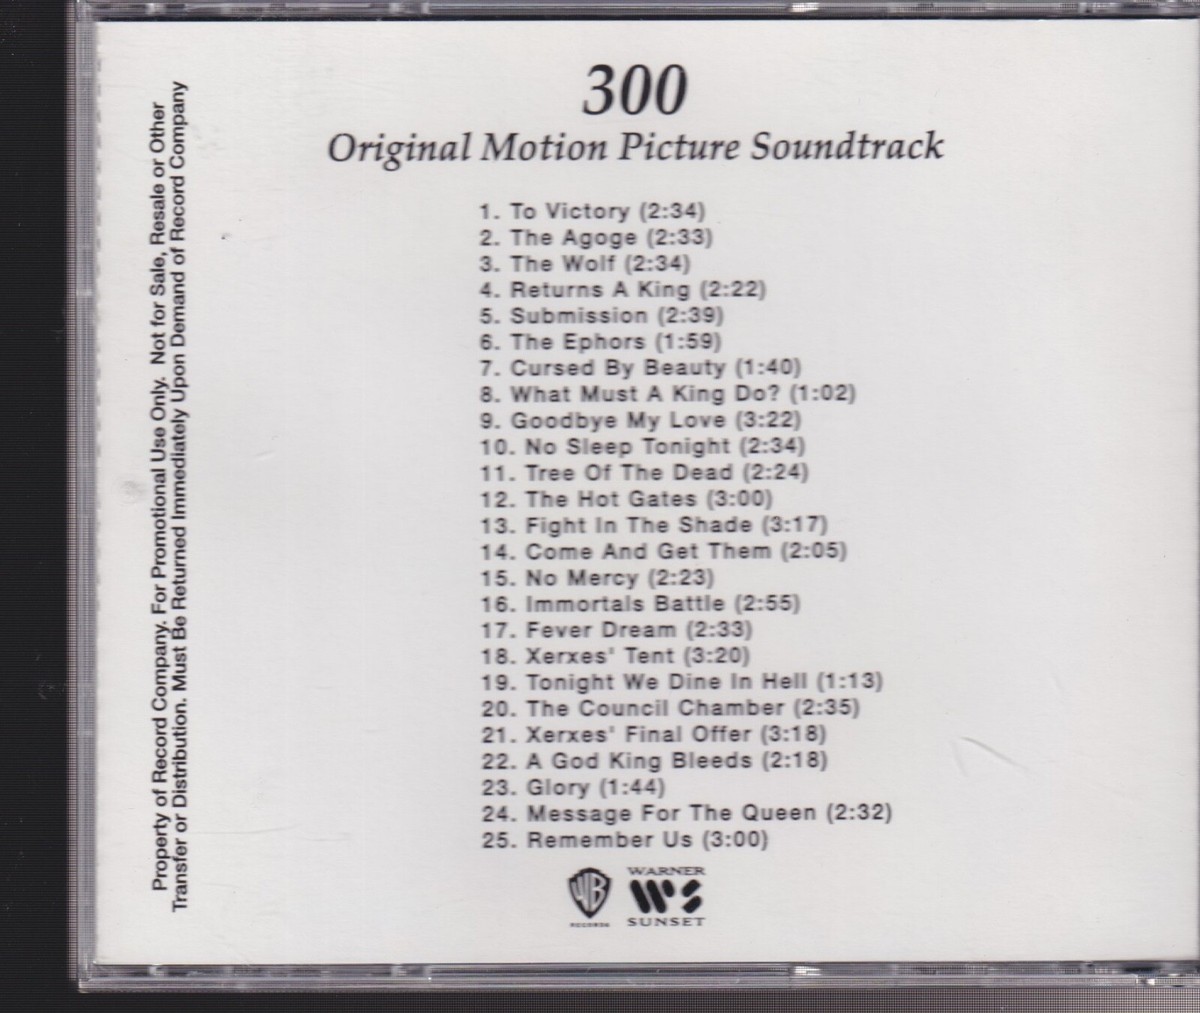 300
Original Motion Picture Soundtrack
1. To Victory (2:34)
2. The Agoge (2:33)
3. The Wolf (2:34)
4. Returns A King (2:22)
5. Submission (2:39)
6. The Ephors (1:59)
7. Cursed By Beauty (1:40)
8. What Must A King Do? (1:02)
9. Goodbye My Love (3:22)
10. No Sleep Tonight (2:34)
11. Tree Of The Dead (2:24)
12. The Hot Gates (3:00)
13. Fight In The Shade (3:17)
14. Come And Get Them (2:05)
15. No Mercy (2:23)
16. Immortals Battle (2:55)
17. Fever Dream (2:33)
18. Xerxes' Tent (3:20)
19. Tonight We Dine In Hell (1:13)
20. The Council Chamber (2:35)
21. Xerxes' Final Offer (3:18)
22. A God King Bleeds (2:18)
23. Glory (1:44)
24. Message For The Queen (2:32)
25. Remember Us (3:00)
WB
RECORDS
WARNER
WS
SUNSET
Property of Record Company. For Promotional Use Only. Not for Sale, Resale or Other
Transfer or Distribution. Must Be Returned Immediately Upon Demand of Record Company